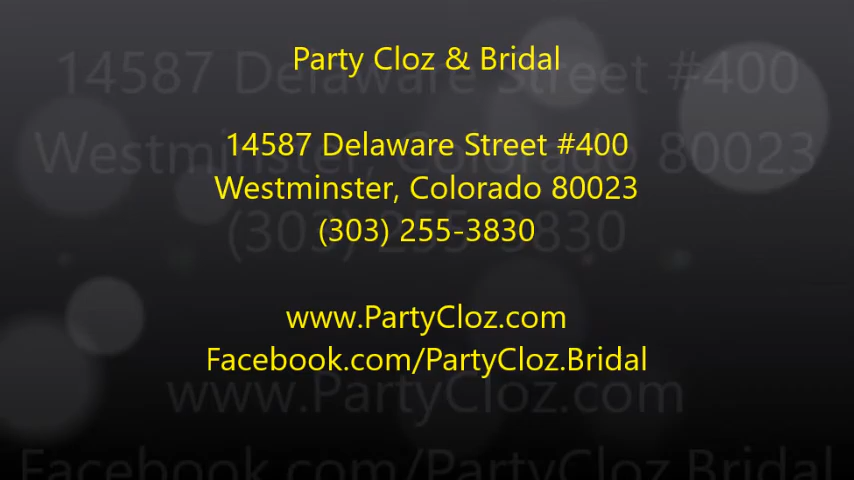 Party Cloz & Bridal
14587 Delaware Street #400
Westminster, Colorado 80023
(303) 255-3830
www.PartyCloz.com
Facebook.com/PartyCloz.Bridal